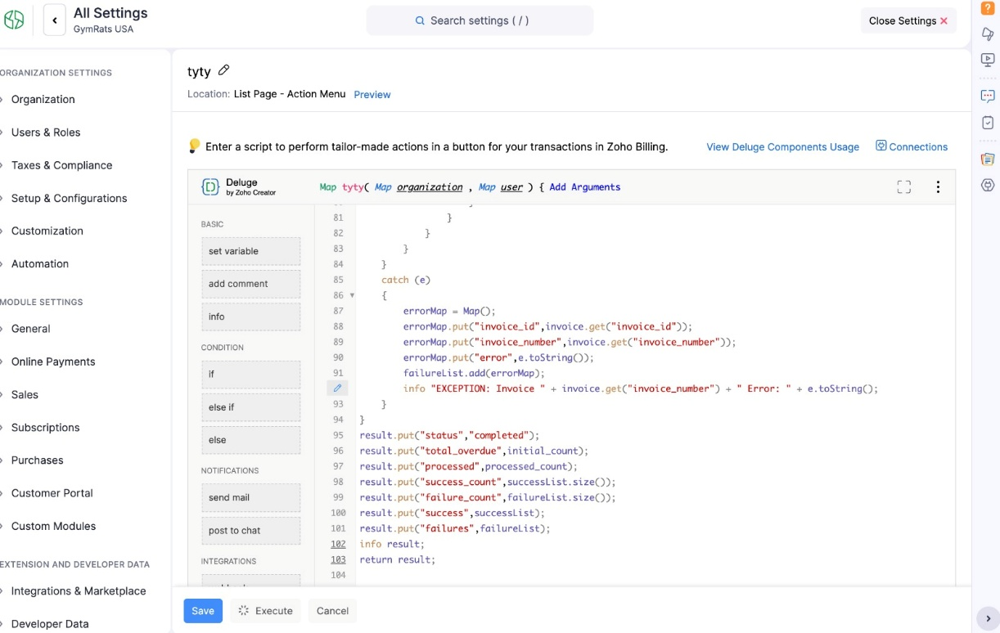 All Settings
GymRats USA
Search settings ( / )
Close Settings ×
?
ORGANIZATION SETTINGS
Organization
Users & Roles
Taxes & Compliance
Setup & Configurations
Customization
Automation
MODULE SETTINGS
General
Online Payments
Sales
Subscriptions
Purchases
Customer Portal
Custom Modules
EXTENSION AND DEVELOPER DATA
Integrations & Marketplace
Developer Data
tyty
Location: List Page - Action Menu Preview
Enter a script to perform tailor-made actions in a button for your transactions in Zoho Billing.
View Deluge Components Usage Connections
Deluge
by Zoho Creator
Map tyty( Map organization , Map user ) { Add Arguments
BASIC
set variable
add comment
info
CONDITION
if
else if
else
NOTIFICATIONS
send mail
post to chat
INTEGRATIONS
81 }
82 }
83 }
84 }
85 catch (e)
86 {
87 errorMap = Map();
88 errorMap.put("invoice_id",invoice.get("invoice_id"));
89 errorMap.put("invoice_number",invoice.get("invoice_number"));
90 errorMap.put("error",e.toString());
91 failureList.add(errorMap);
info "EXCEPTION: Invoice " + invoice.get("invoice_number") + " Error: " + e.toString();
93 }
94 }
95 result.put("status","completed");
96 result.put("total_overdue",initial_count);
97 result.put("processed",processed_count);
98 result.put("success_count",successList.size());
99 result.put("failure_count",failureList.size());
100 result.put("success",successList);
101 result.put("failures",failureList);
102 info result;
103 return result;
104
Save Execute Cancel